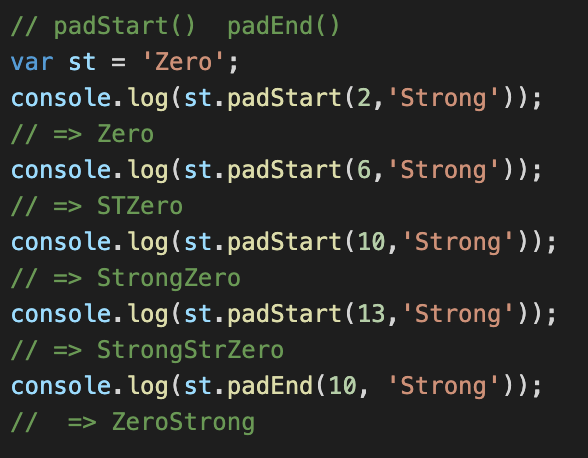 // padStart()  padEnd()
var st = 'Zero';
console.log(st.padStart(2,'Strong'));
// => Zero
console.log(st.padStart(6,'Strong'));
// => STZero
console.log(st.padStart(10,'Strong'));
// => StrongZero
console.log(st.padStart(13,'Strong'));
// => StrongStrZero
console.log(st.padEnd(10, 'Strong'));
//  => ZeroStrong